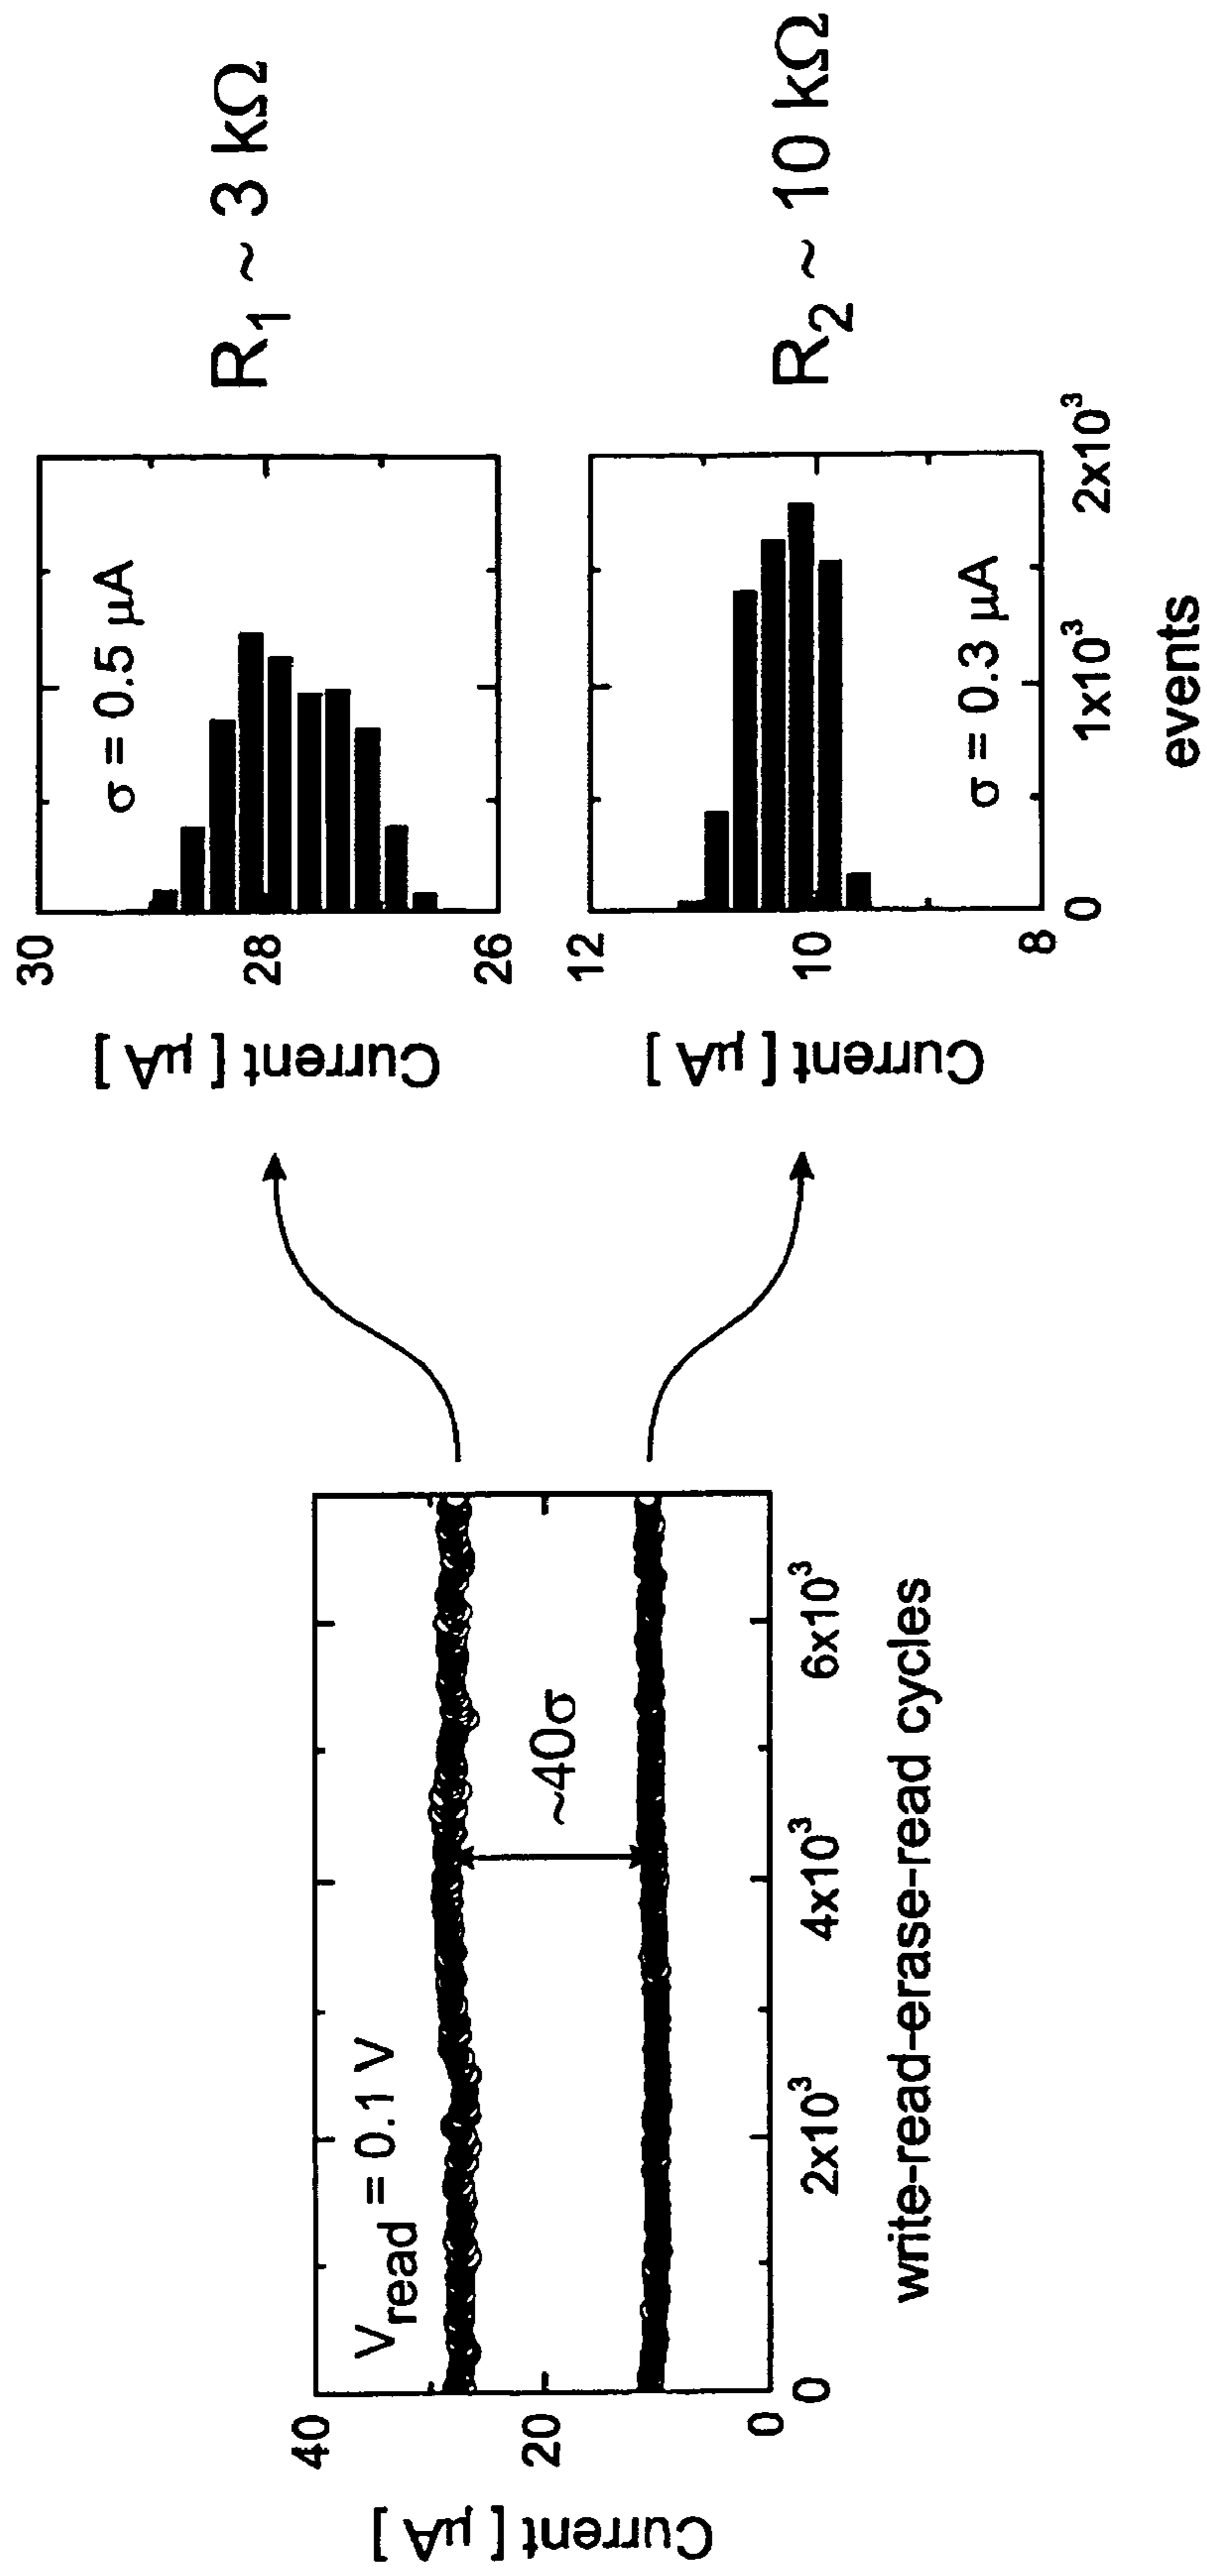 Current [ µA ]
40
20
0
V_read = 0.1 V
~40σ
0
2x10³
4x10³
6x10³
write-read-erase-read cycles
Current [ µA ]
30
28
26
σ = 0.5 µA
R₁ ~ 3 kΩ
Current [ µA ]
12
10
8
σ = 0.3 µA
R₂ ~ 10 kΩ
0
1x10³
2x10³
events